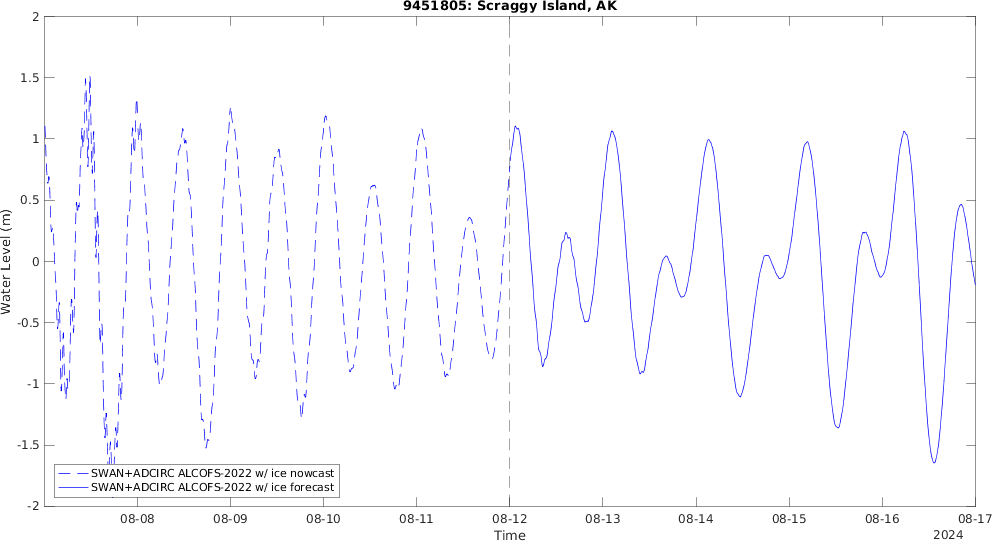 9451805: Scraggy Island, AK
2
1.5
1
0.5
0
-0.5
-1
-1.5
-2
Water Level (m)
SWAN+ADCIRC ALCOFS-2022 w/ ice nowcast
SWAN+ADCIRC ALCOFS-2022 w/ ice forecast
08-08 08-09 08-10 08-11 08-12 08-13 08-14 08-15 08-16 08-17
Time
2024